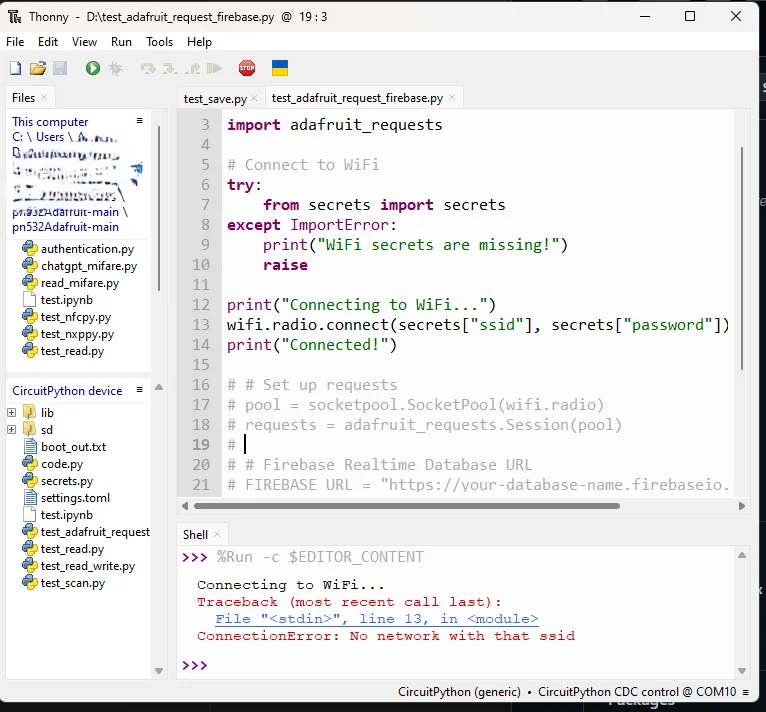 Thonny - D:\test_adafruit_request_firebase.py @ 19 : 3
File Edit View Run Tools Help
STOP
Files
This computer
C: \ Users \
pn532Adafruit-main \
pn532Adafruit-main
authentication.py
chatgpt_mifare.py
read_mifare.py
test.ipynb
test_nfcpy.py
test_nxppy.py
test_read.py
CircuitPython device
lib
sd
boot_out.txt
code.py
secrets.py
settings.toml
test.ipynb
test_adafruit_request
test_read.py
test_read_write.py
test_scan.py
test_save.py test_adafruit_request_firebase.py
3 import adafruit_requests
4
5 # Connect to WiFi
6 try:
7 from secrets import secrets
8 except ImportError:
9 print("WiFi secrets are missing!")
10 raise
11
12 print("Connecting to WiFi...")
13 wifi.radio.connect(secrets["ssid"], secrets["password"])
14 print("Connected!")
15
16 # # Set up requests
17 # pool = socketpool.SocketPool(wifi.radio)
18 # requests = adafruit_requests.Session(pool)
19 #
20 # # Firebase Realtime Database URL
21 # FIREBASE URL = "https://your-database-name.firebaseio.
Shell
>>> %Run -c $EDITOR_CONTENT
Connecting to WiFi...
Traceback (most recent call last):
File "<stdin>", line 13, in <module>
ConnectionError: No network with that ssid
>>>
CircuitPython (generic) • CircuitPython CDC control @ COM10
Packages